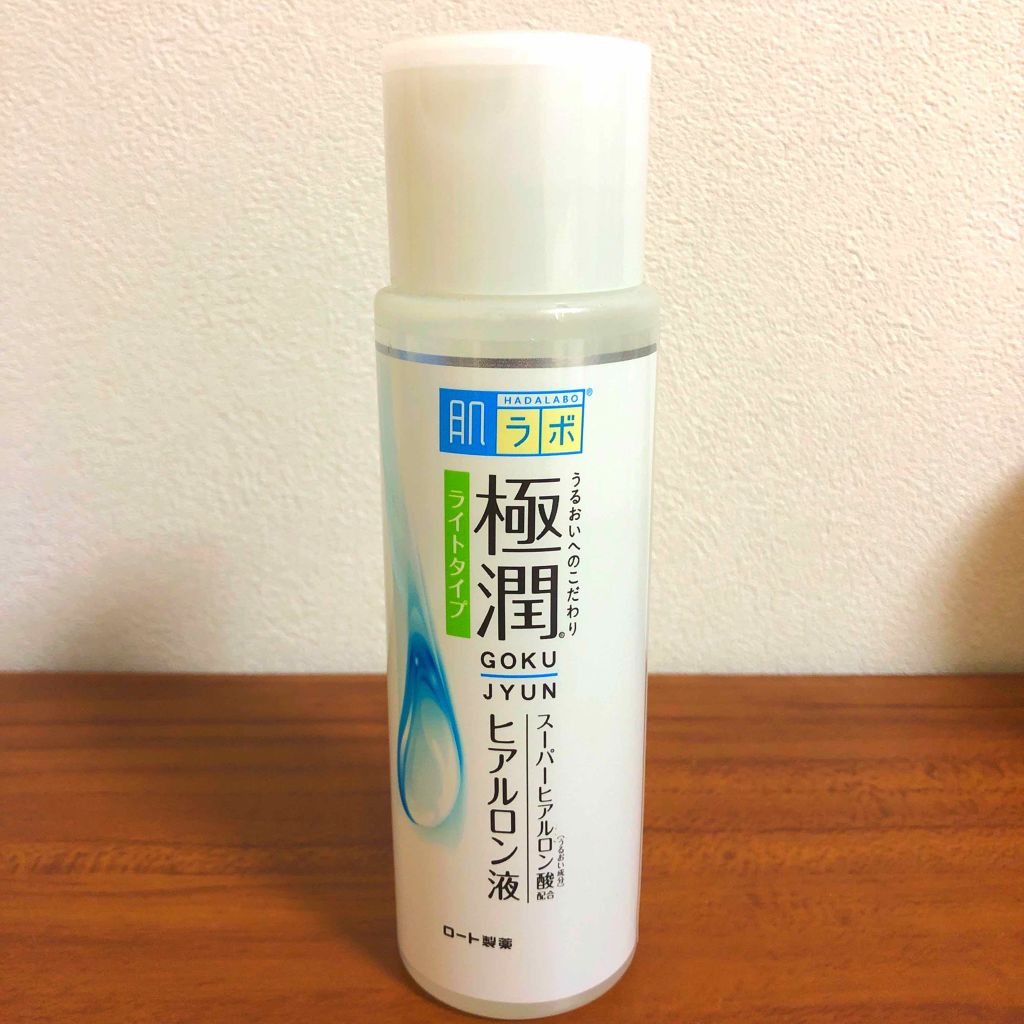 HADALABO
肌ラボ®
うるおいへのこだわり
極潤®
ライトタイプ
GOKU
JYUN
スーパーヒアルロン酸配合
(うるおい成分)
ヒアルロン液
ロート製薬